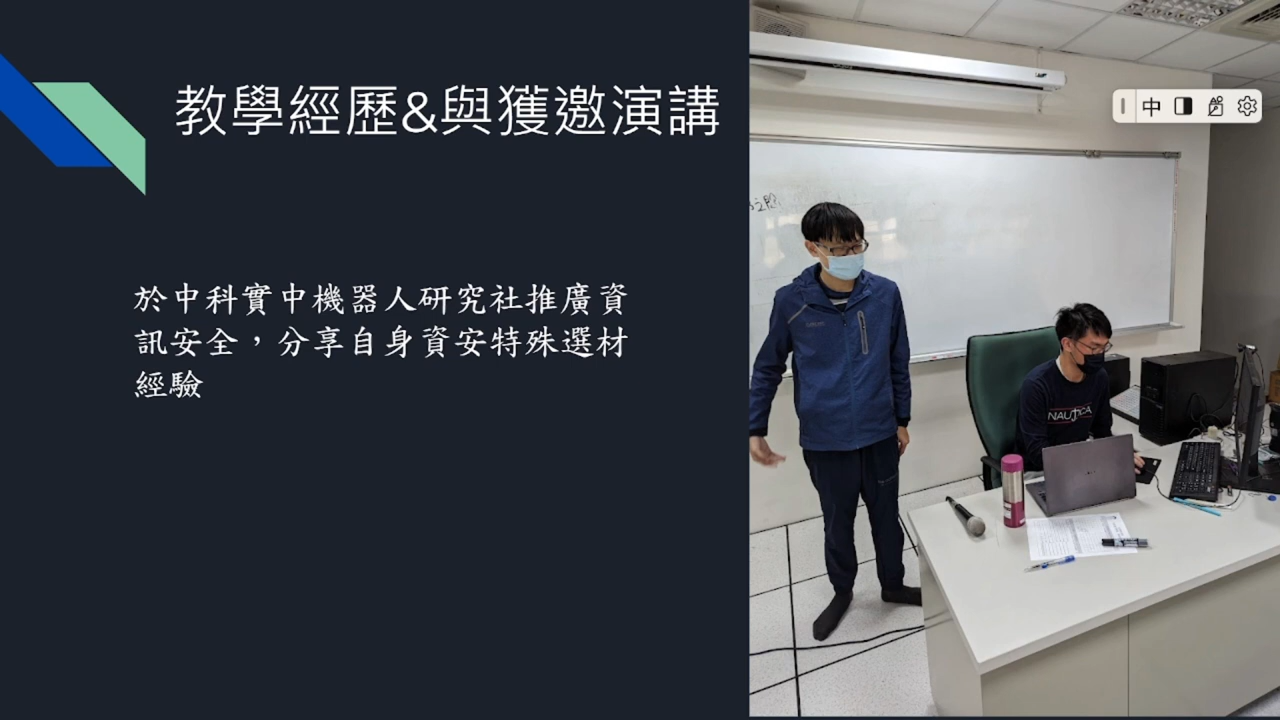 教學經歷&與獲邀演講
於中科實中機器人研究社推廣資
訊安全，分享自身資安特殊選材
經驗
中
NAUTICA